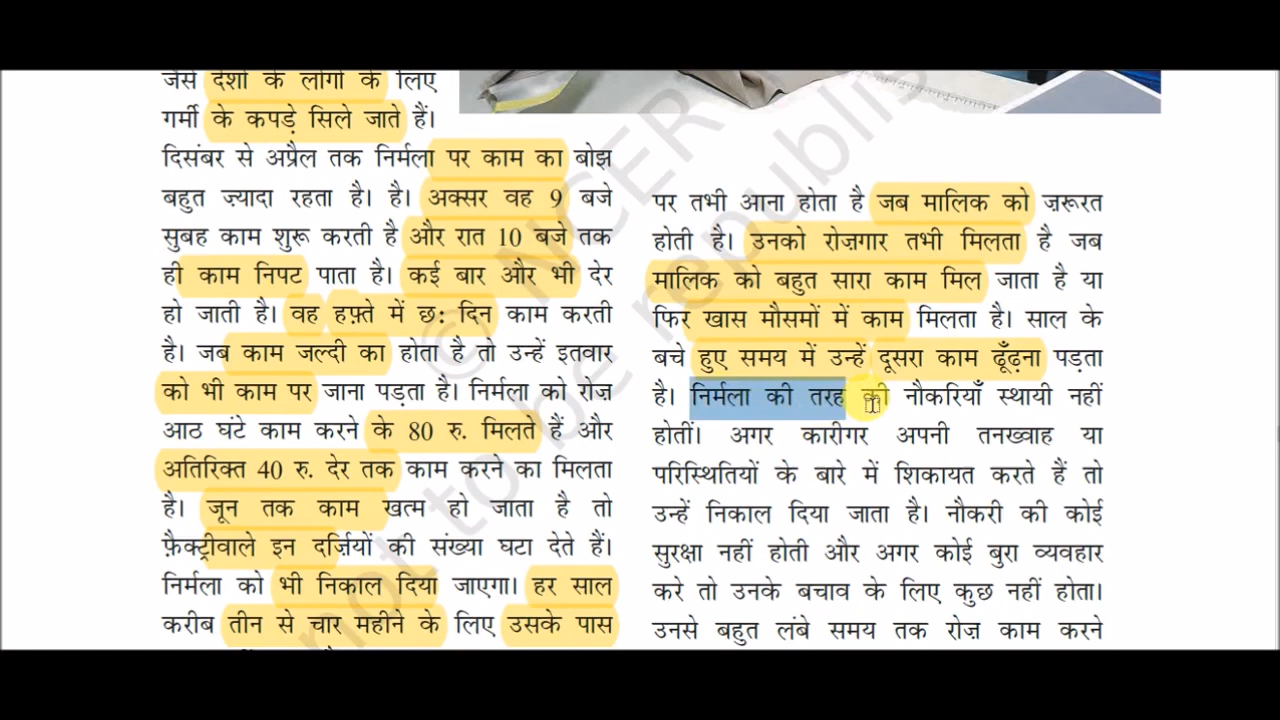 जैसे देशों के लोगों के लिए
गर्मी के कपड़े सिले जाते हैं।
दिसंबर से अप्रैल तक निर्मला पर काम का बोझ
बहुत ज़्यादा रहता है। है। अक्सर वह 9 बजे
सुबह काम शुरू करती है और रात 10 बजे तक
ही काम निपट पाता है। कई बार और भी देर
हो जाती है। वह हफ़्ते में छः दिन काम करती
है। जब काम जल्दी का होता है तो उन्हें इतवार
को भी काम पर जाना पड़ता है। निर्मला को रोज़
आठ घंटे काम करने के 80 रु. मिलते हैं और
अतिरिक्त 40 रु. देर तक काम करने का मिलता
है। जून तक काम खत्म हो जाता है तो
फ़ैक्ट्रीवाले इन दर्ज़ियों की संख्या घटा देते हैं।
निर्मला को भी निकाल दिया जाएगा। हर साल
करीब तीन से चार महीने के लिए उसके पास
पर तभी आना होता है जब मालिक को ज़रूरत
होती है। उनको रोज़गार तभी मिलता है जब
मालिक को बहुत सारा काम मिल जाता है या
फिर खास मौसमों में काम मिलता है। साल के
बचे हुए समय में उन्हें दूसरा काम ढूँढ़ना पड़ता
है। निर्मला की तरह की नौकरियाँ स्थायी नहीं
होतीं। अगर कारीगर अपनी तनख्वाह या
परिस्थितियों के बारे में शिकायत करते हैं तो
उन्हें निकाल दिया जाता है। नौकरी की कोई
सुरक्षा नहीं होती और अगर कोई बुरा व्यवहार
करे तो उनके बचाव के लिए कुछ नहीं होता।
उनसे बहुत लंबे समय तक रोज़ काम करने
© NCER
not to be republis